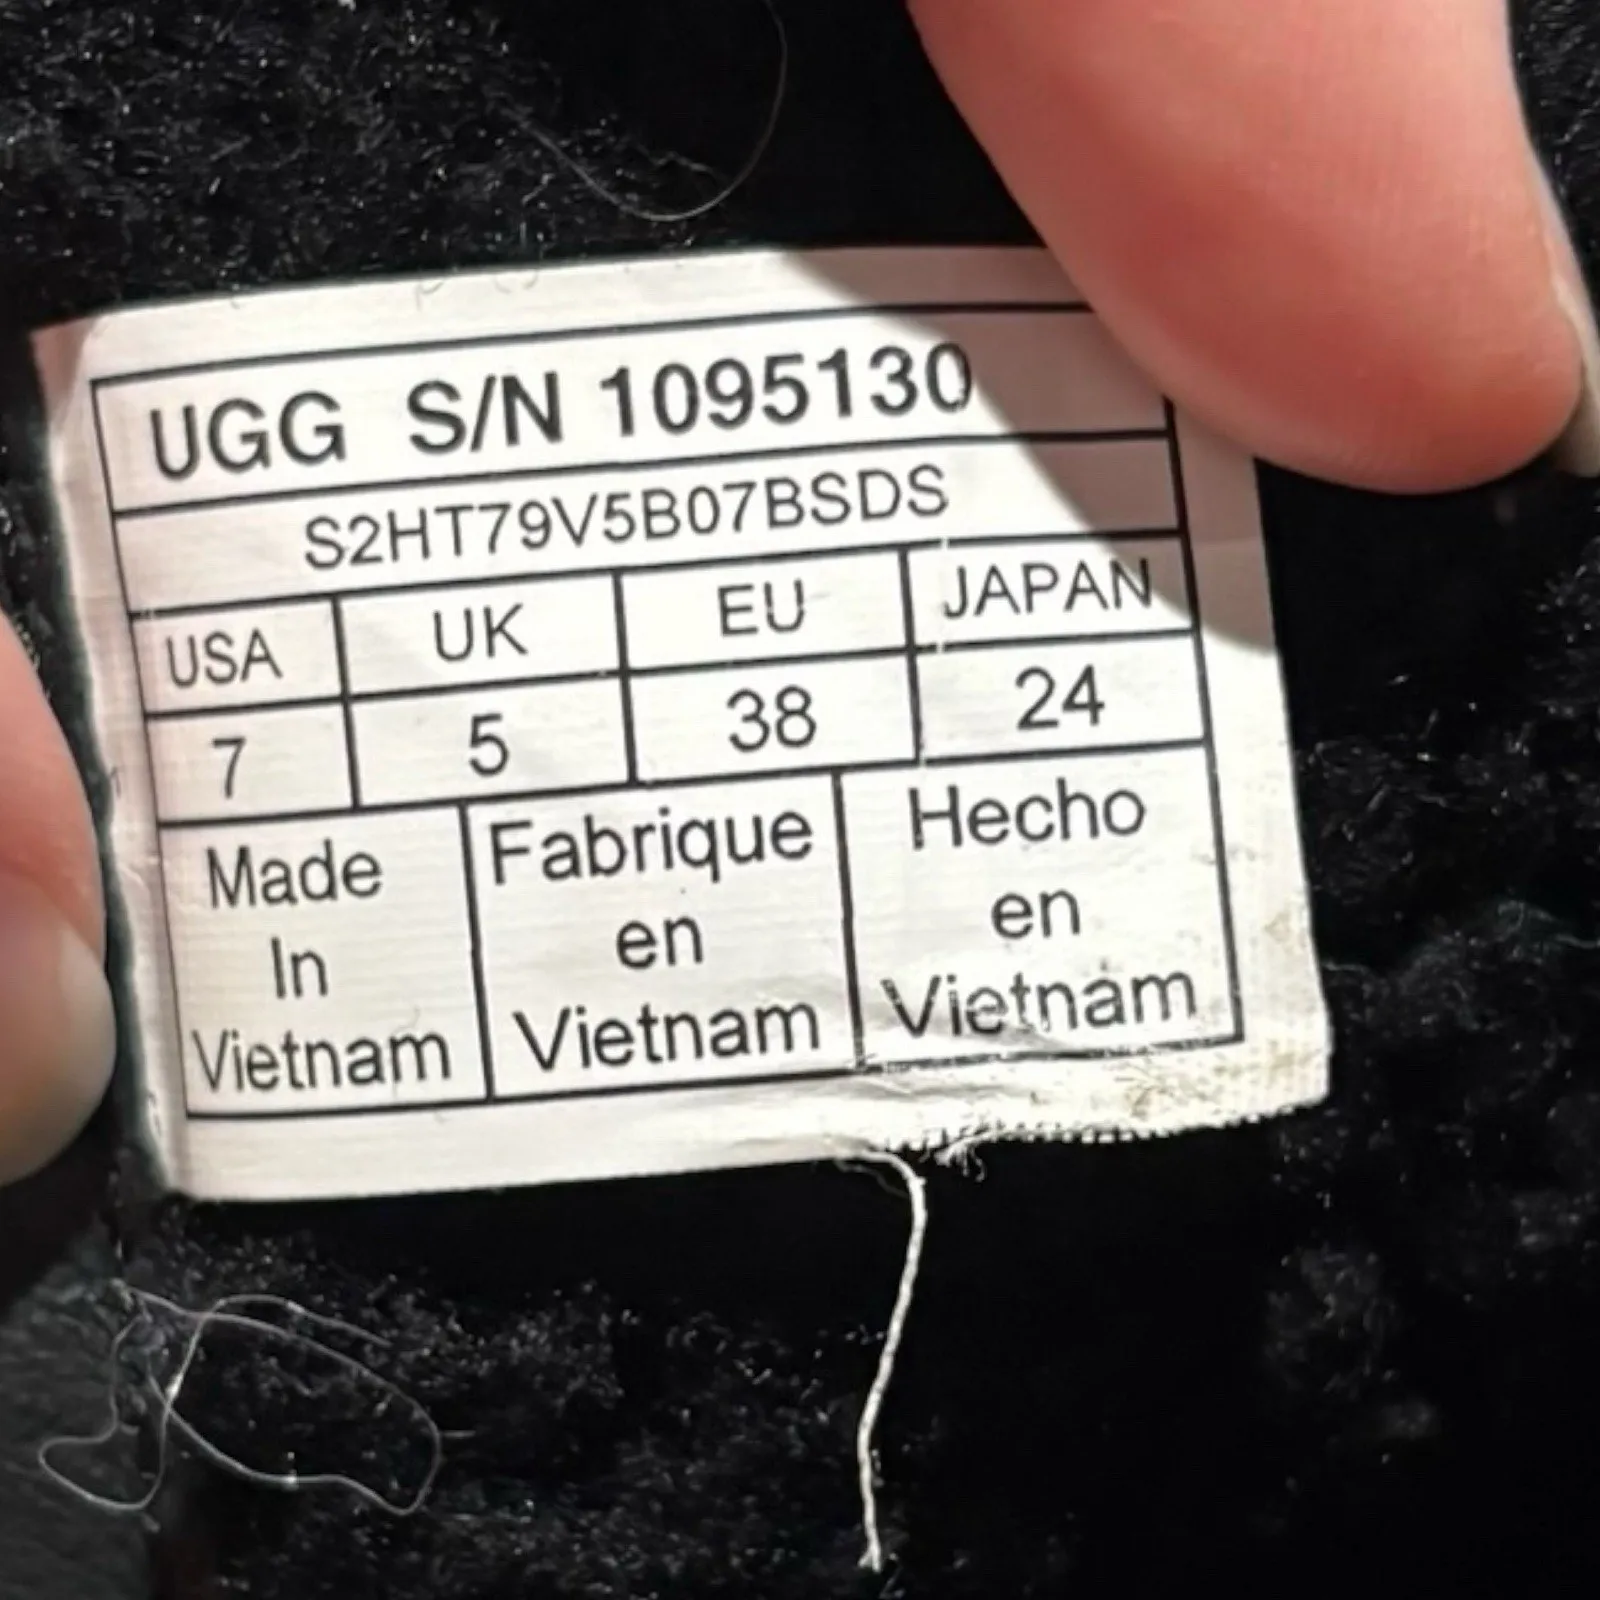 UGG S/N 1095130
S2HT79V5B07BSDS
USA UK EU JAPAN
7 5 38 24
Made
In
Vietnam
Fabrique
en
Vietnam
Hecho
en
Vietnam